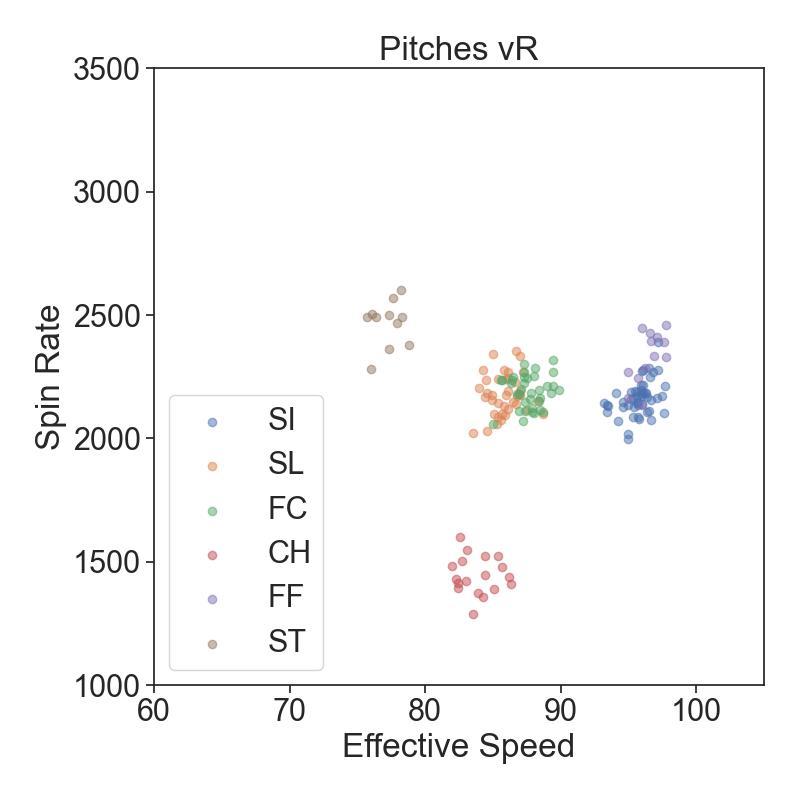 Pitches vR
3500
3000
2500
2000
1500
1000
Spin Rate
SI
SL
FC
CH
FF
ST
60 70 80 90 100
Effective Speed